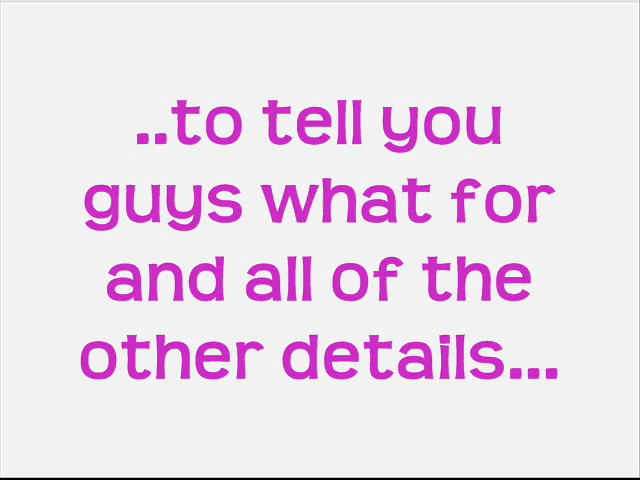 ..to tell you
guys what for
and all of the
other details...